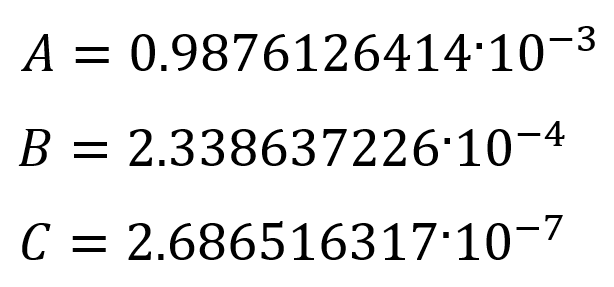 A = 0.9876126414·10⁻³
B = 2.338637226·10⁻⁴
C = 2.686516317·10⁻⁷